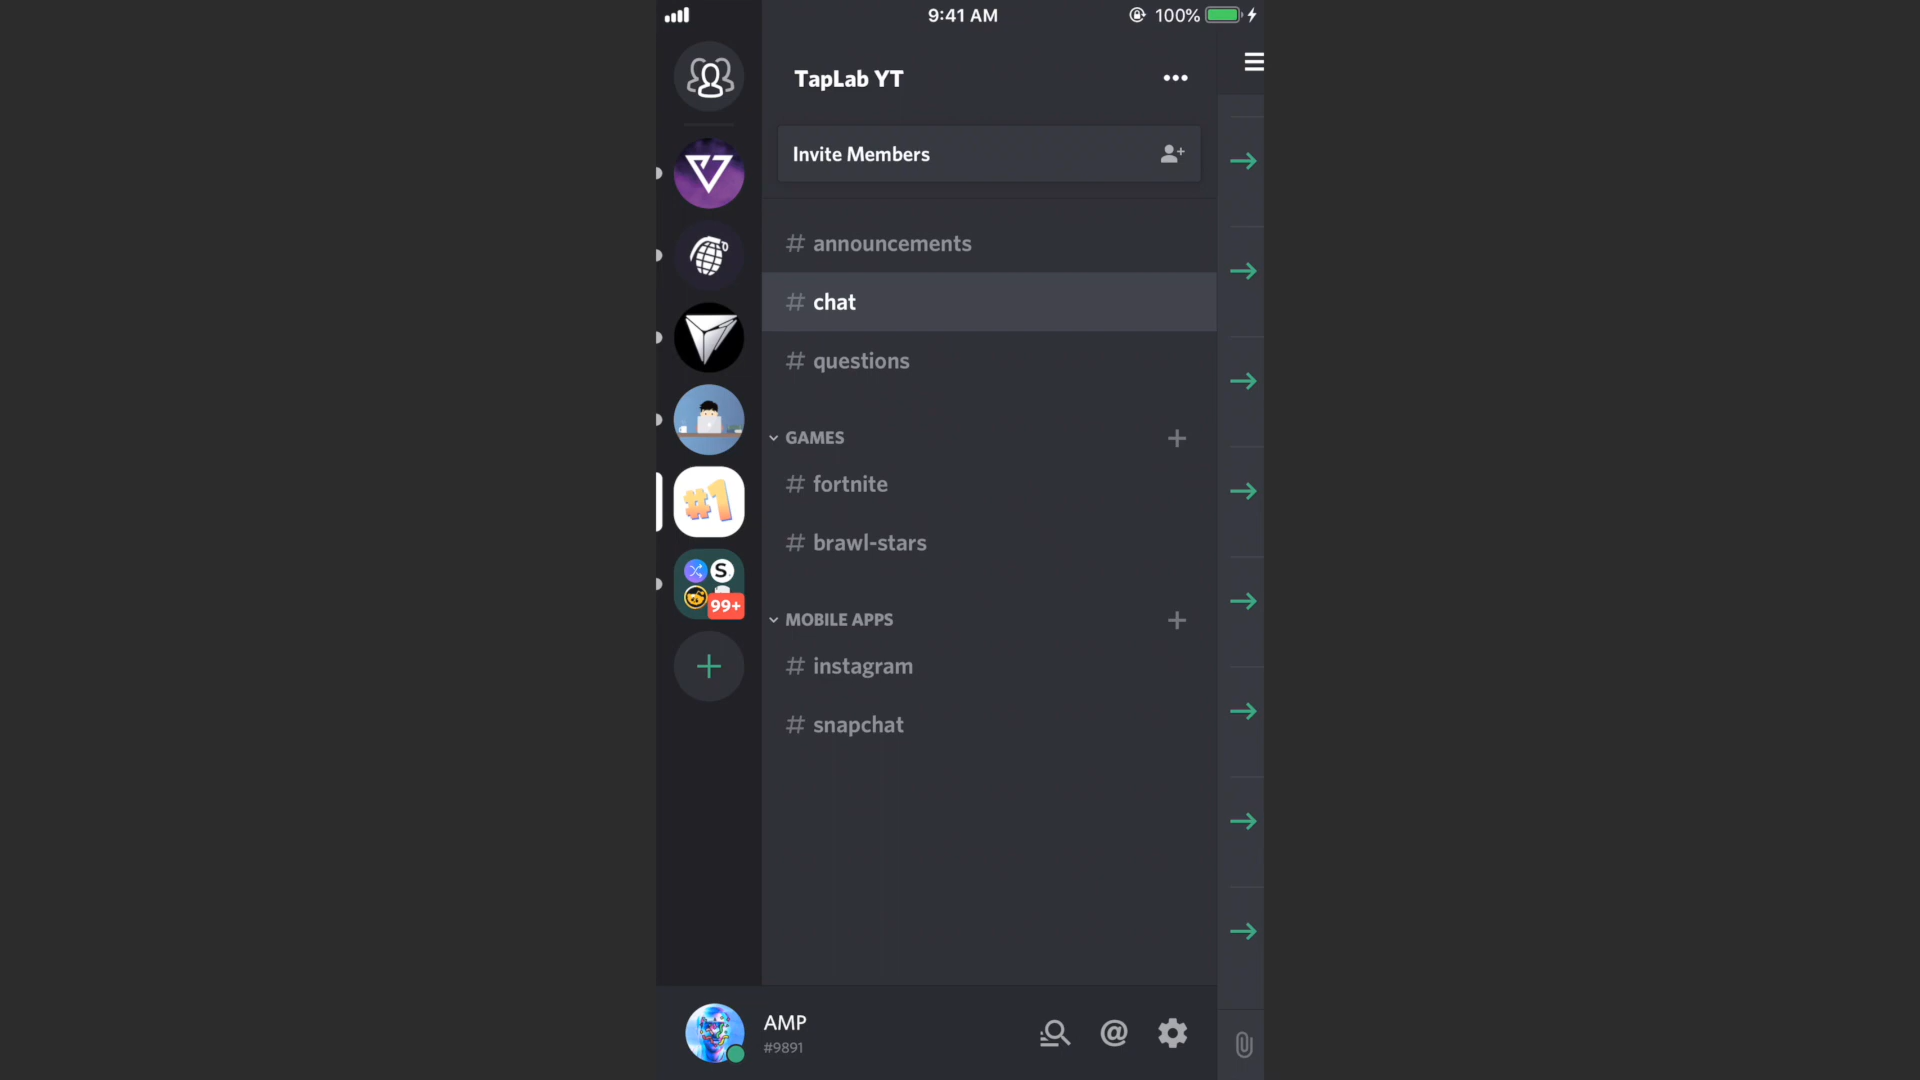 9:41 AM
100%
TapLab YT
Invite Members
# announcements
# chat
# questions
GAMES
# fortnite
# brawl-stars
#1
S
99+
MOBILE APPS
# instagram
# snapchat
AMP
#9891